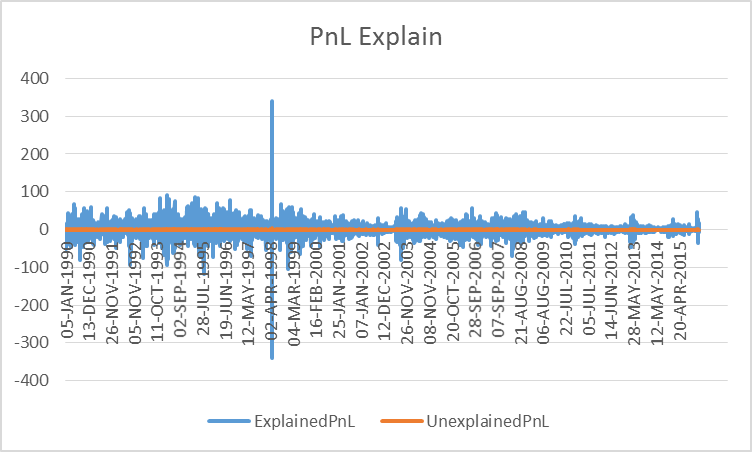 PnL Explain
400
300
200
100
0
-100
-200
-300
-400
05-JAN-1990
13-DEC-1990
26-NOV-1991
05-NOV-1992
11-OCT-1993
02-SEP-1994
28-JUL-1995
19-JUN-1996
12-MAY-1997
02-APR-1998
04-MAR-1999
16-FEB-2000
25-JAN-2001
07-JAN-2002
12-DEC-2002
26-NOV-2003
08-NOV-2004
20-OCT-2005
28-SEP-2006
07-SEP-2007
21-AUG-2008
06-AUG-2009
22-JUL-2010
05-JUL-2011
14-JUN-2012
28-MAY-2013
12-MAY-2014
20-APR-2015
ExplainedPnL
UnexplainedPnL